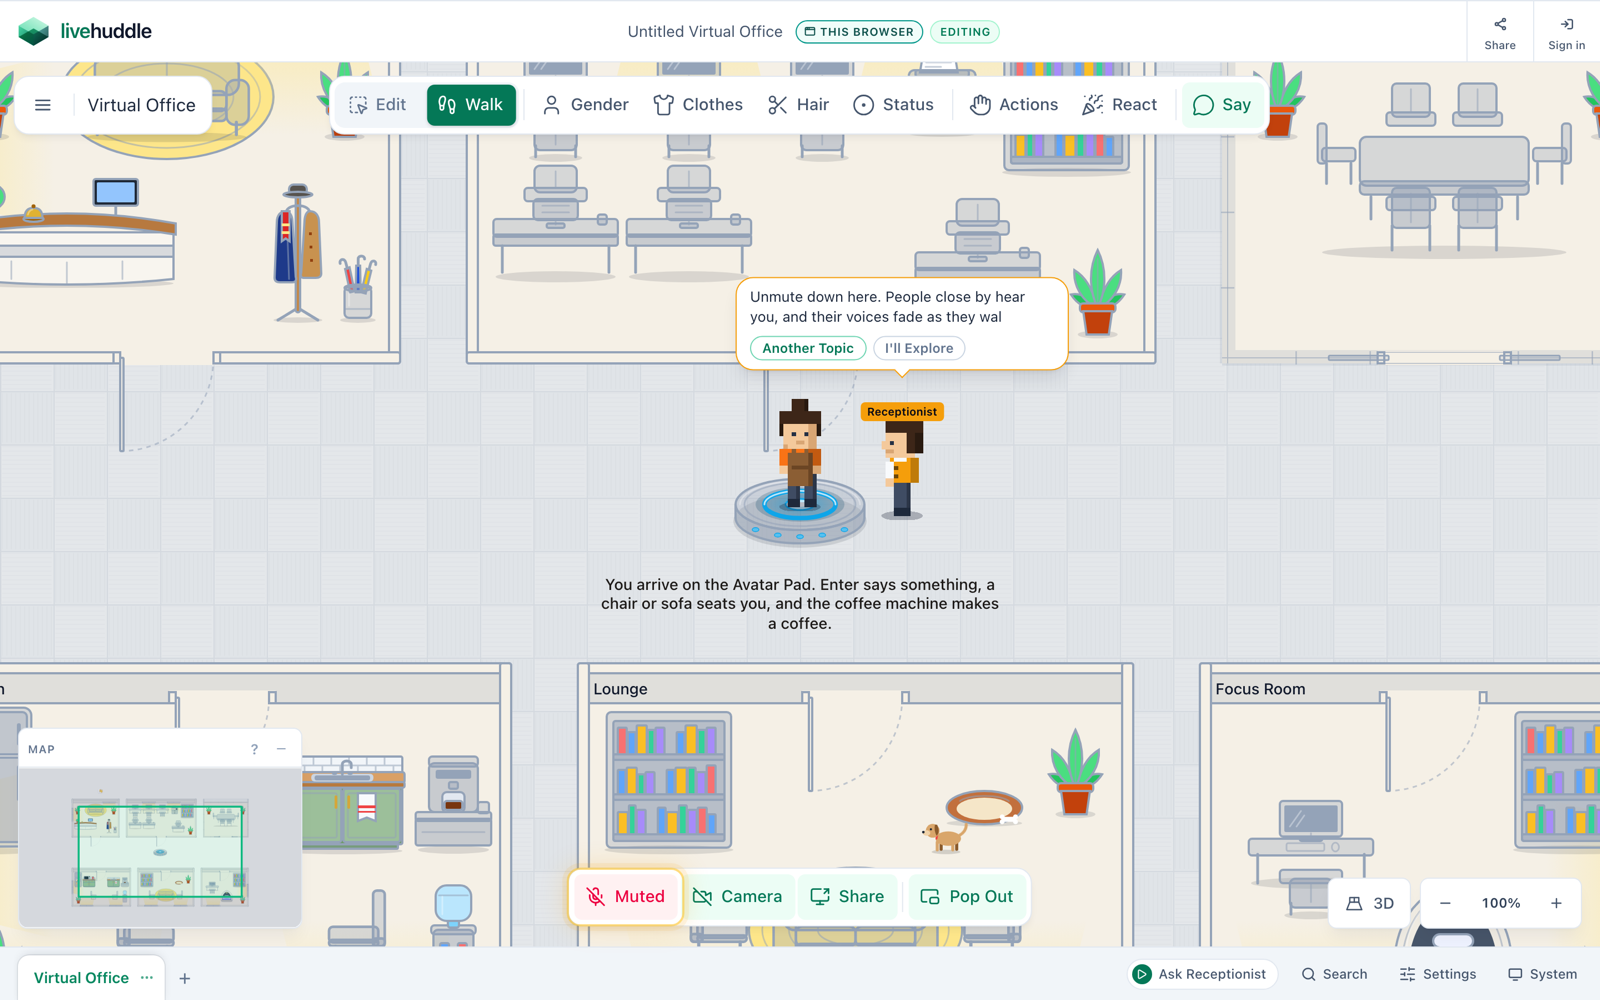 livehuddle
Untitled Virtual Office
THIS BROWSER
EDITING
Share
Sign in
Virtual Office
Edit
Walk
Gender
Clothes
Hair
Status
Actions
React
Say
Unmute down here. People close by hear
you, and their voices fade as they wal
Another Topic
I'll Explore
Receptionist
You arrive on the Avatar Pad. Enter says something, a
chair or sofa seats you, and the coffee machine makes
a coffee.
Lounge
Focus Room
MAP
?
Muted
Camera
Share
Pop Out
3D
100%
Virtual Office
Ask Receptionist
Search
Settings
System